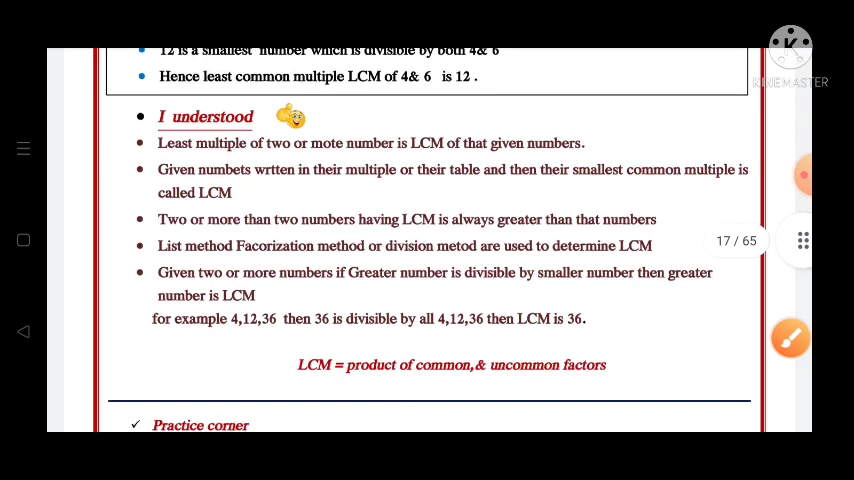 12 is a smallest number which is divisible by both 4& 6
Hence least common multiple LCM of 4& 6 is 12 .
KINEMASTER
I understood
Least multiple of two or mote number is LCM of that given numbers.
Given numbets wrtten in their multiple or their table and then their smallest common multiple is
called LCM
Two or more than two numbers having LCM is always greater than that numbers
17 / 65
List method Facorization method or division metod are used to determine LCM
Given two or more numbers if Greater number is divisible by smaller number then greater
number is LCM
for example 4,12,36 then 36 is divisible by all 4,12,36 then LCM is 36.
LCM = product of common,& uncommon factors
Practice corner